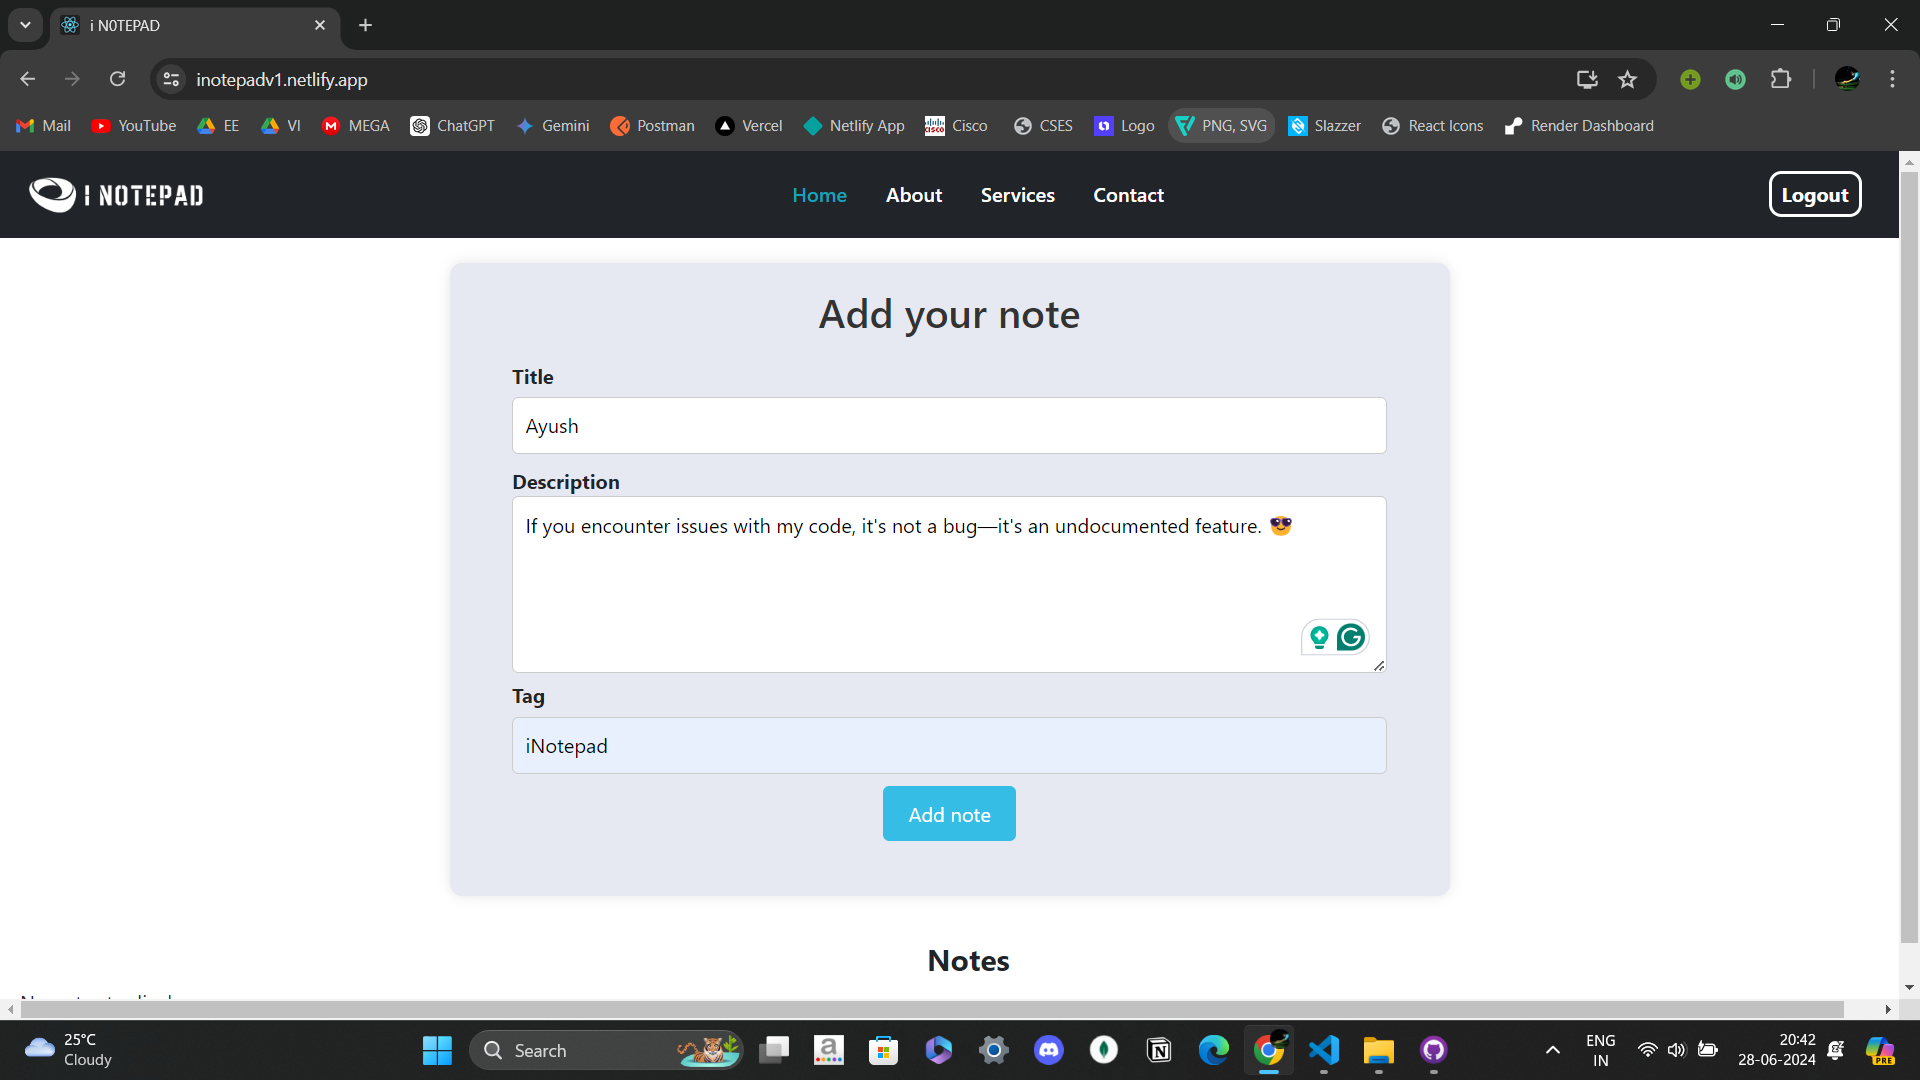 i N0TEPAD
inotepadv1.netlify.app
Mail YouTube EE VI MEGA ChatGPT Gemini Postman Vercel Netlify App Cisco CSES Logo PNG, SVG Slazzer React Icons Render Dashboard
I NOTEPAD Home About Services Contact Logout
Add your note
Title
Ayush
Description
If you encounter issues with my code, it's not a bug—it's an undocumented feature. 😎
Tag
iNotepad
Add note
Notes
25°C
Cloudy
Search
ENG
IN
20:42
28-06-2024
PRE